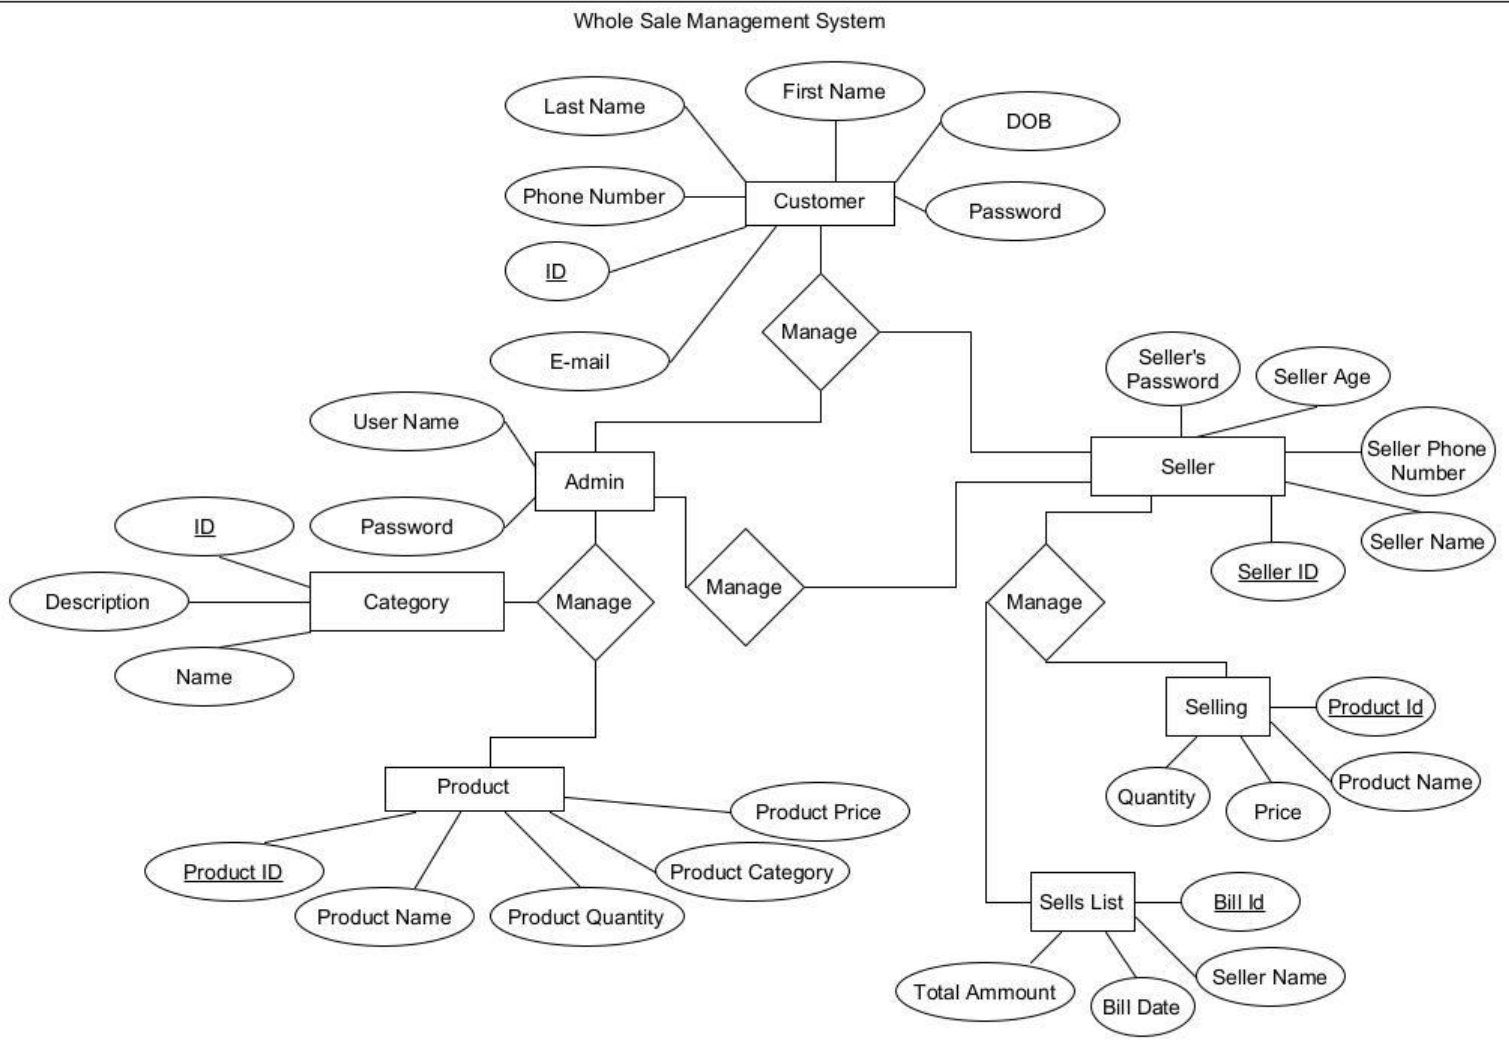 Whole Sale Management System
First Name
Last Name
DOB
Phone Number
Customer
Password
ID
Manage
E-mail
Seller's
Password
Seller Age
User Name
Seller Phone
Number
Seller
Admin
ID
Password
Seller Name
Seller ID
Description
Category
Manage
Manage
Manage
Name
Selling
Product Id
Product
Product Name
Quantity
Price
Product Price
Product ID
Product Category
Product Name
Product Quantity
Sells List
Bill Id
Seller Name
Total Ammount
Bill Date